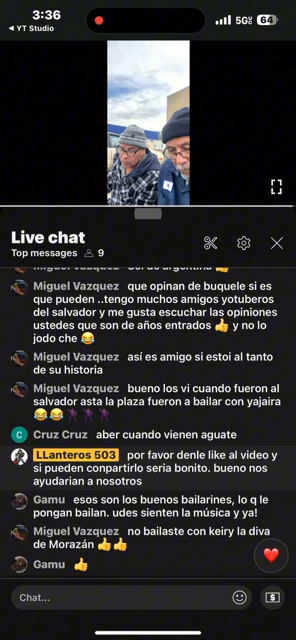 3:36
5GE 64
◄ YT Studio
Live chat
Top messages 9
Miguel Vazquez
Miguel Vazquez que opinan de buquele si es
que pueden ..tengo muchos amigos yotuberos
del salvador y me gusta escuchar las opiniones
ustedes que son de años entrados 👍 y no lo
jodo che 😂
Miguel Vazquez así es amigo si estoi al tanto
de su historia
Miguel Vazquez bueno los vi cuando fueron al
salvador asta la plaza fueron a bailar con yajaira
😂😂🕺🕺
Cruz Cruz aber cuando vienen aguate
LLanteros 503 por favor denle like al video y
si pueden conpartirlo seria bonito. bueno nos
ayudarian a nosotros
Gamu esos son los buenos bailarines, lo q le
pongan bailan. udes sienten la música y ya!
Miguel Vazquez no bailaste con keiry la diva
de Morazán 👍👍
Gamu 👍
Chat...